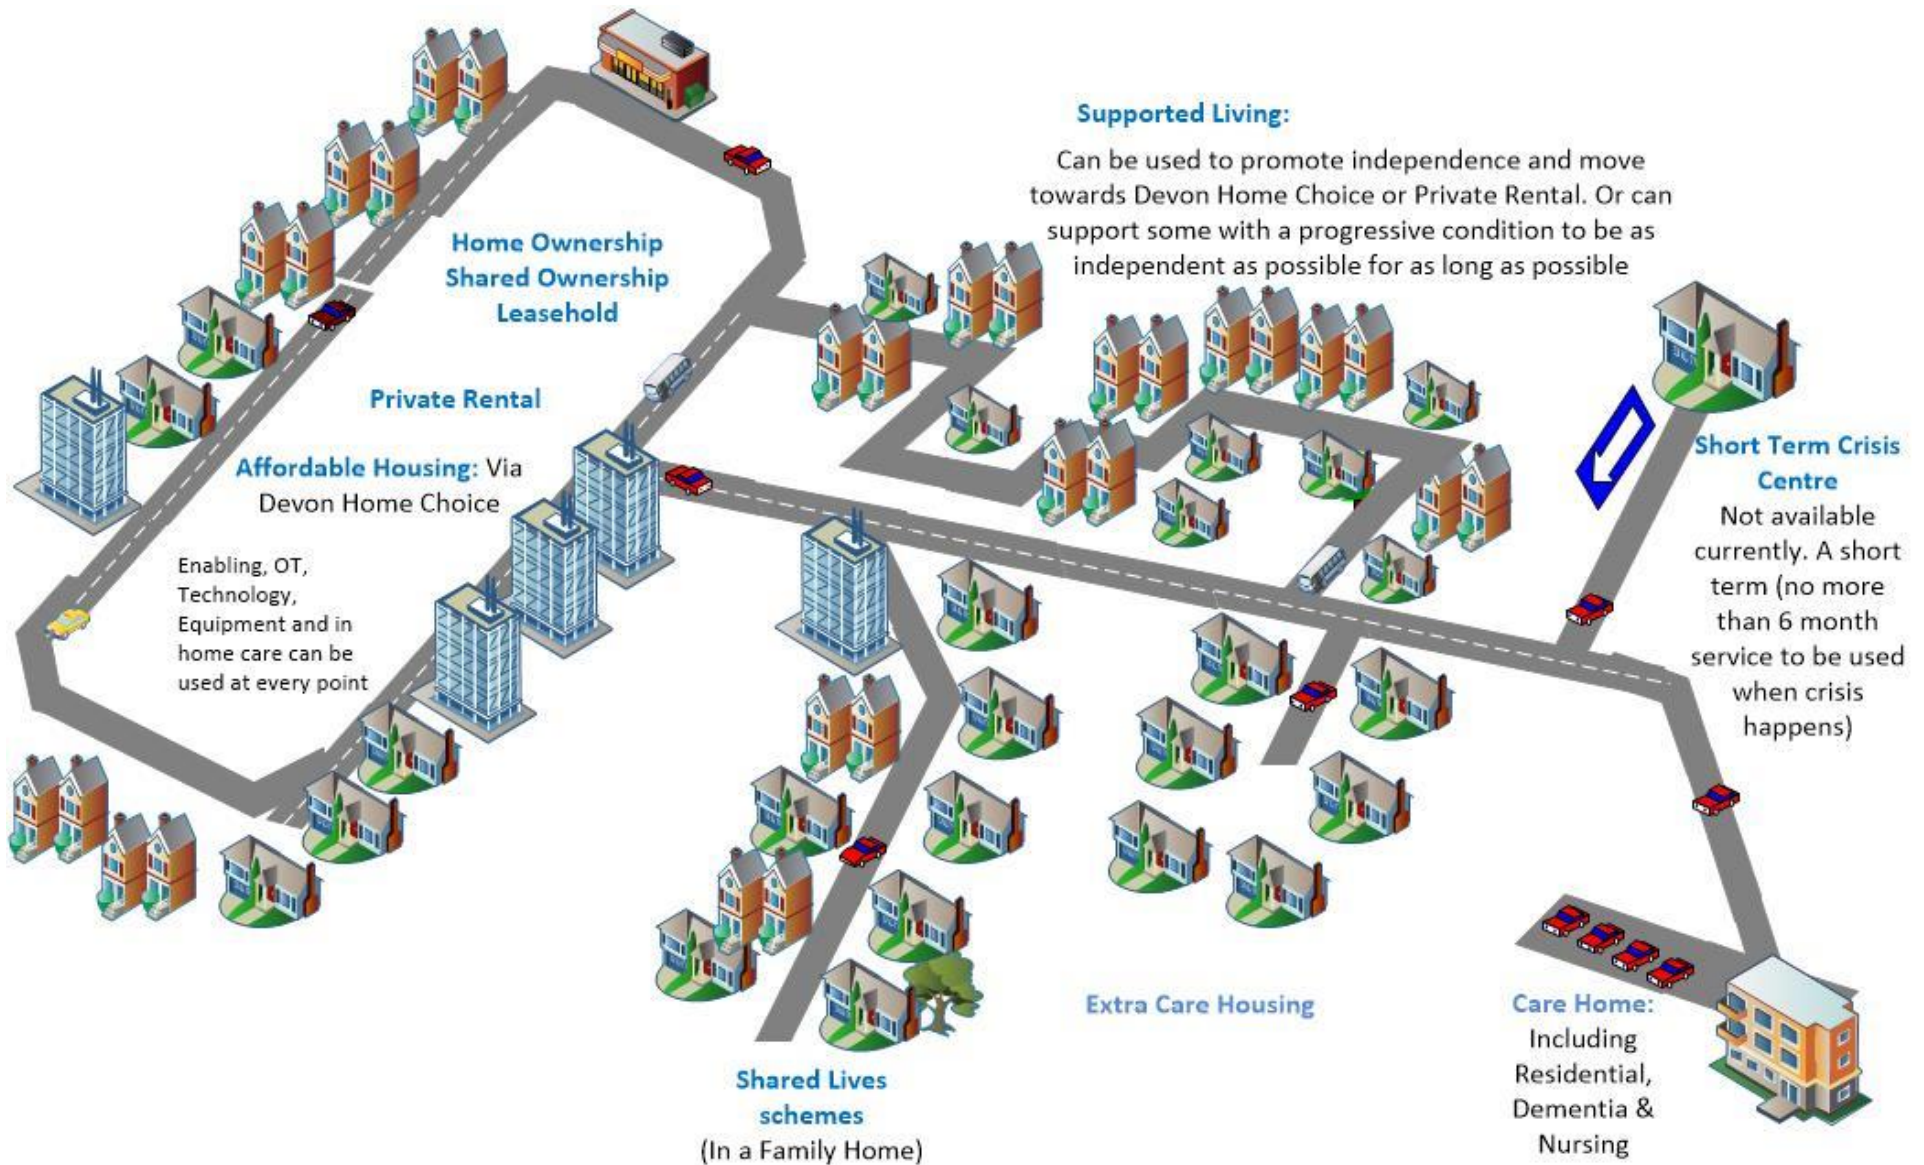 Supported Living:
Can be used to promote independence and move
towards Devon Home Choice or Private Rental. Or can
support some with a progressive condition to be as
independent as possible for as long as possible
Home Ownership
Shared Ownership
Leasehold
Private Rental
Affordable Housing: Via
Devon Home Choice
Enabling, OT,
Technology,
Equipment and in
home care can be
used at every point
Short Term Crisis
Centre
Not available
currently. A short
term (no more
than 6 month
service to be used
when crisis
happens)
Extra Care Housing
Care Home:
Including
Residential,
Dementia &
Nursing
Shared Lives
schemes
(In a Family Home)